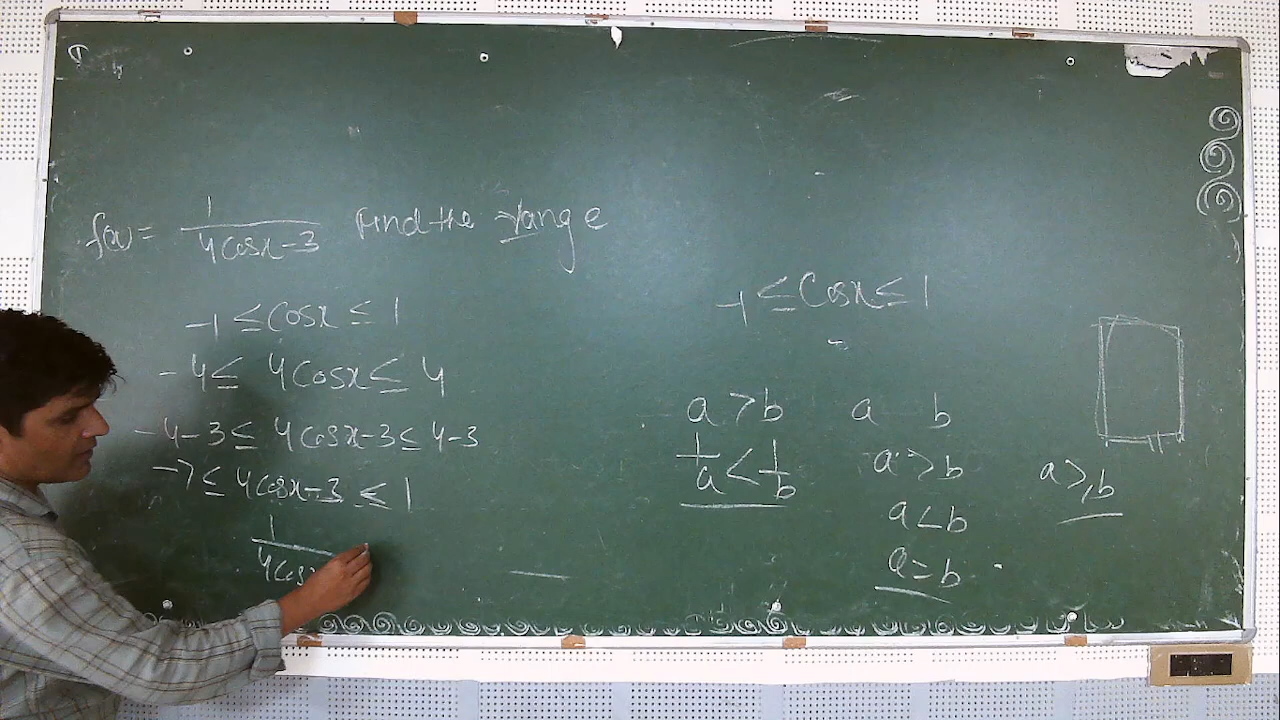 f(x) = 1/(4cosx-3) Find the range
-1 ≤ Cosx ≤ 1
-4 ≤ 4cosx ≤ 4
-4-3 ≤ 4cosx-3 ≤ 4-3
-7 ≤ 4cosx-3 ≤ 1
1/4cosx
-1 ≤ Cosx ≤ 1
a > b
1/a < 1/b
a b
a > b
a < b
a = b
a > b